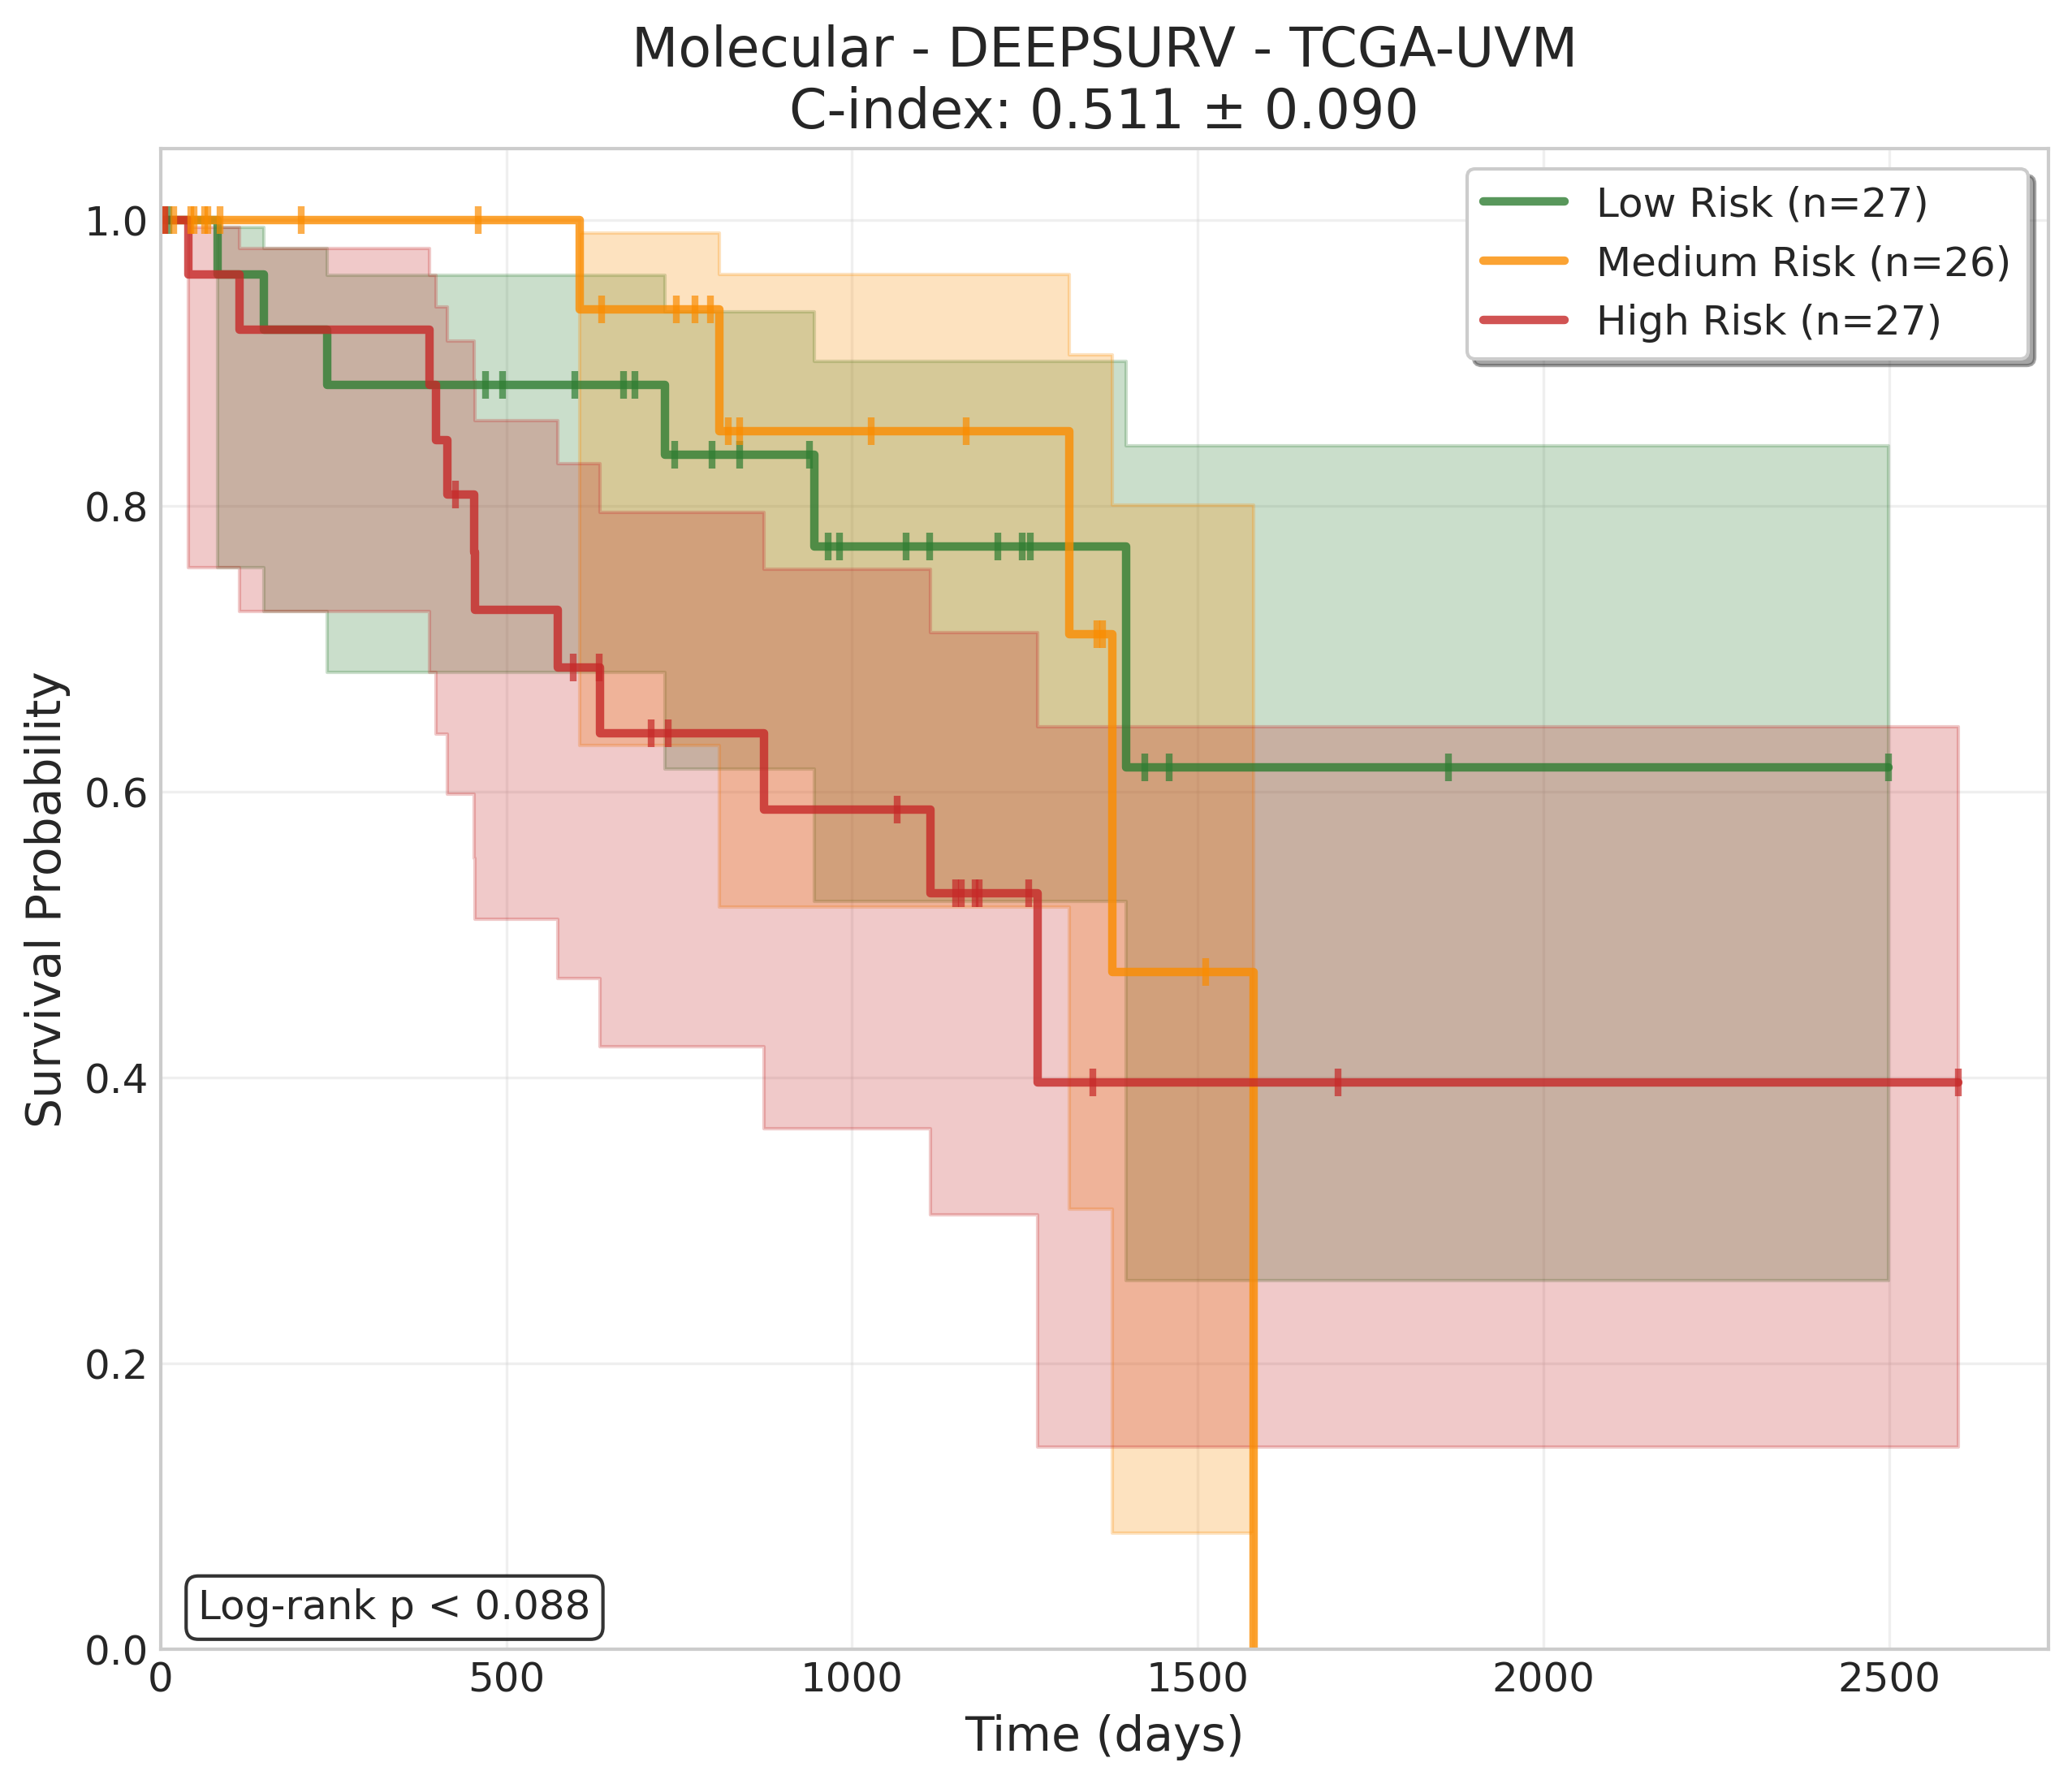 Molecular - DEEPSURV - TCGA-UVM
C-index: 0.511 ± 0.090
Low Risk (n=27)
Medium Risk (n=26)
High Risk (n=27)
Survival Probability
1.0
0.8
0.6
0.4
0.2
0.0
Log-rank p < 0.088
0
500
1000
1500
2000
2500
Time (days)